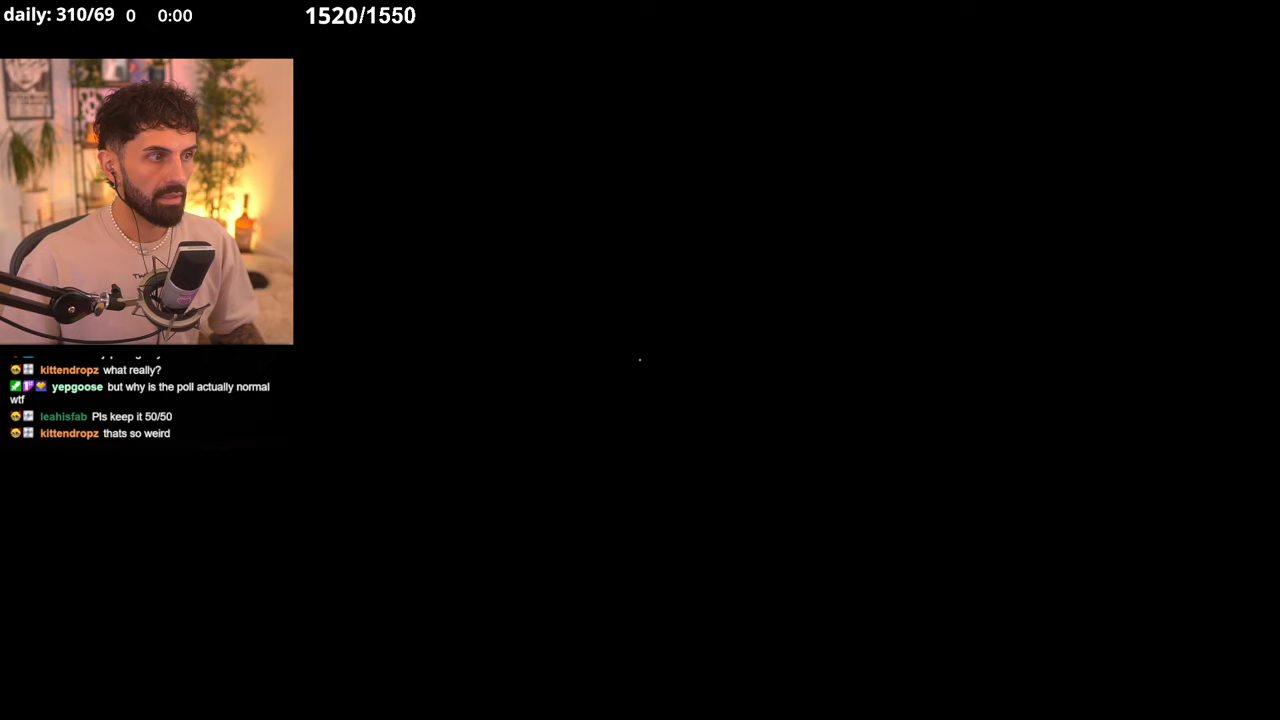 daily: 310/69 0 0:00 1520/1550
kittendropz what really?
yepgoose but why is the poll actually normal
wtf
leahisfab Pls keep it 50/50
kittendropz thats so weird